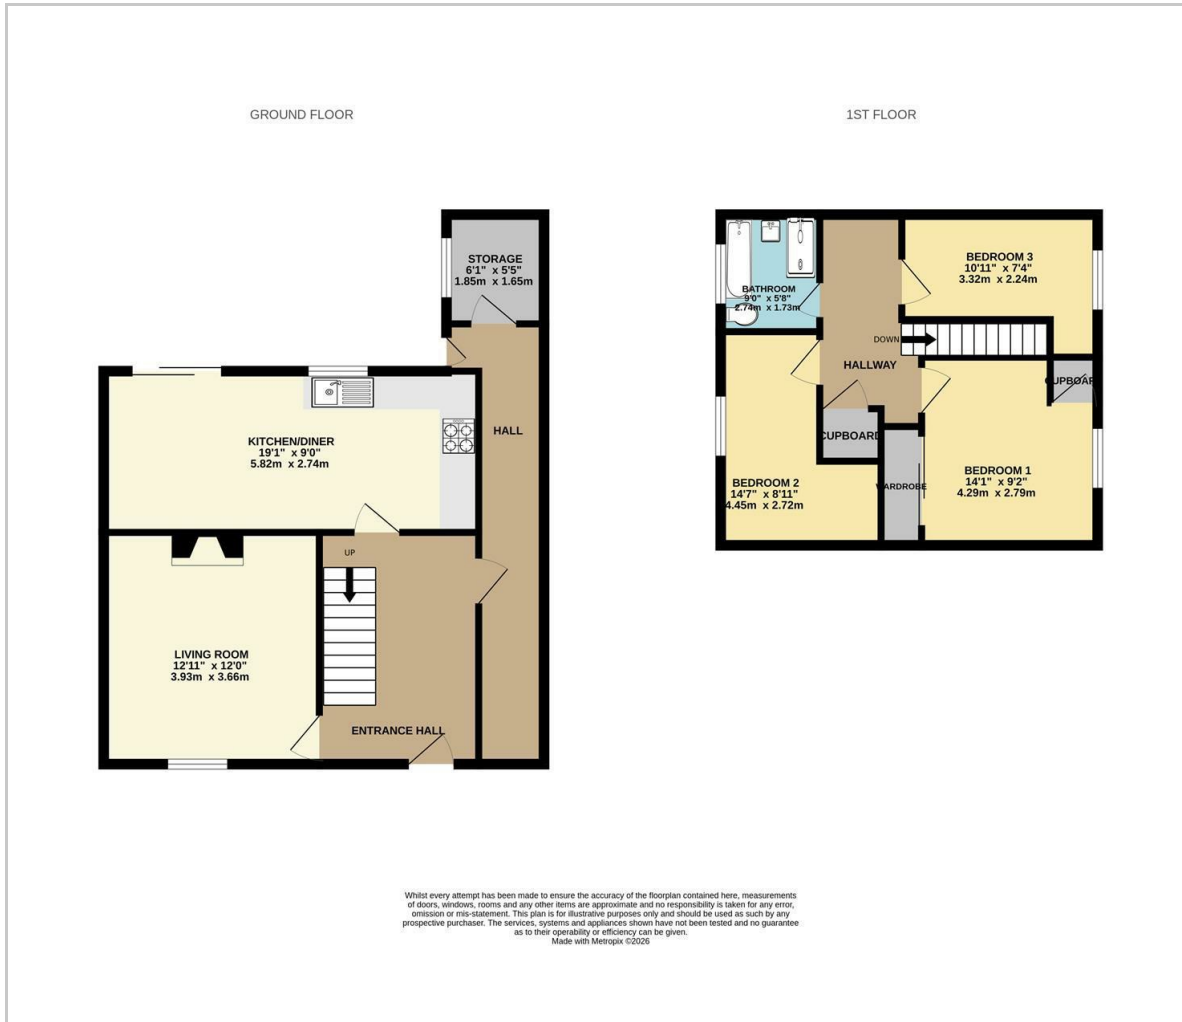 GROUND FLOOR
STORAGE
6'1" x 5'5"
1.85m x 1.65m
HALL
KITCHEN/DINER
19'1" x 9'0"
5.82m x 2.74m
UP
LIVING ROOM
12'11" x 12'0"
3.93m x 3.66m
ENTRANCE HALL
1ST FLOOR
BATHROOM
9'0" x 5'8"
2.74m x 1.73m
BEDROOM 3
10'11" x 7'4"
3.32m x 2.24m
DOWN
HALLWAY
CUPBOARD
CUPBOARD
WARDROBE
BEDROOM 1
14'1" x 9'2"
4.29m x 2.79m
BEDROOM 2
14'7" x 8'11"
4.45m x 2.72m
Whilst every attempt has been made to ensure the accuracy of the floorplan contained here, measurements
of doors, windows, rooms and any other items are approximate and no responsibility is taken for any error,
omission or mis-statement. This plan is for illustrative purposes only and should be used as such by any
prospective purchaser. The services, systems and appliances shown have not been tested and no guarantee
as to their operability or efficiency can be given.
Made with Metropix ©2026